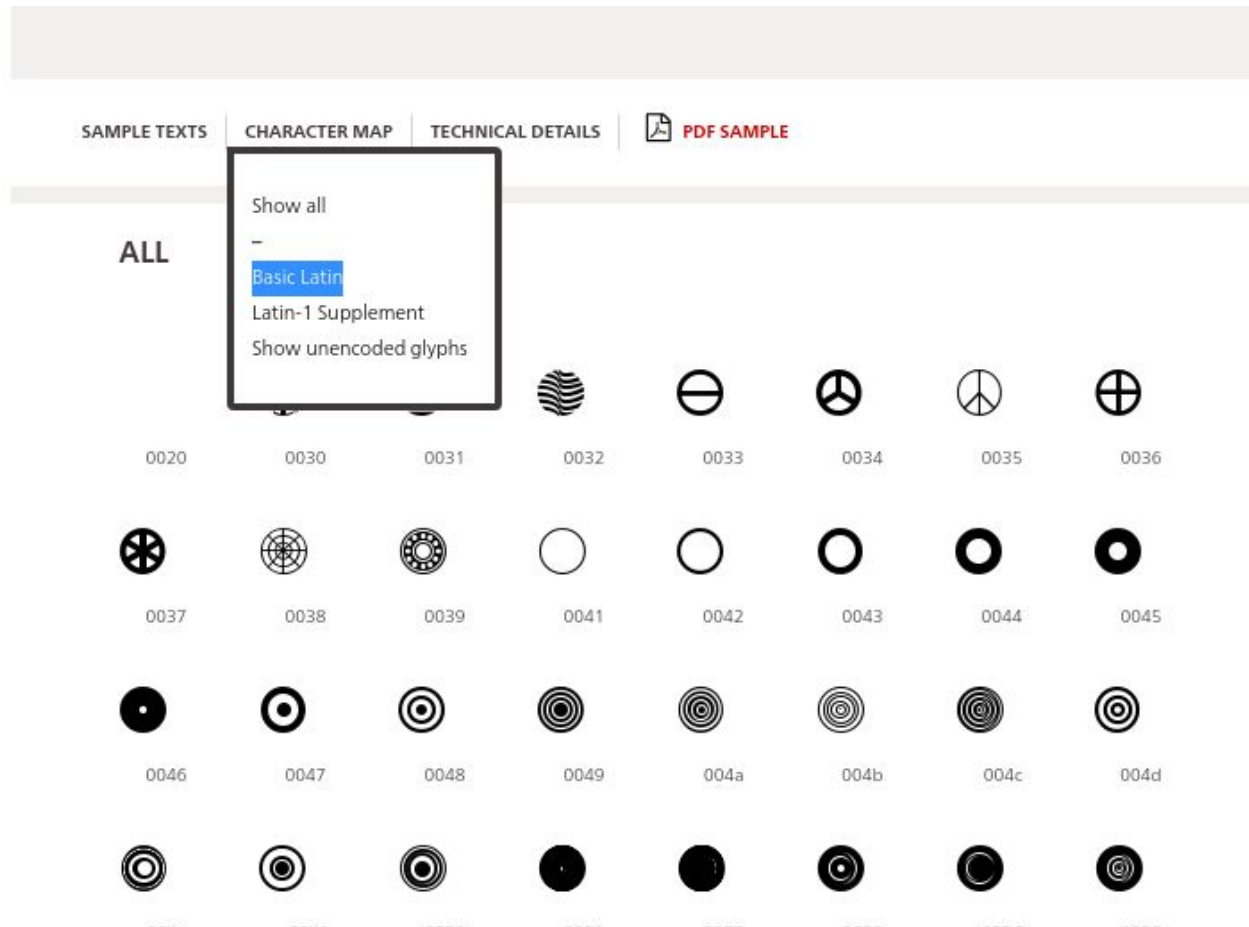 SAMPLE TEXTS CHARACTER MAP TECHNICAL DETAILS PDF SAMPLE
Show all
ALL
–
Basic Latin
Latin-1 Supplement
Show unencoded glyphs
0020 0030 0031 0032 0033 0034 0035 0036
0037 0038 0039 0041 0042 0043 0044 0045
0046 0047 0048 0049 004a 004b 004c 004d